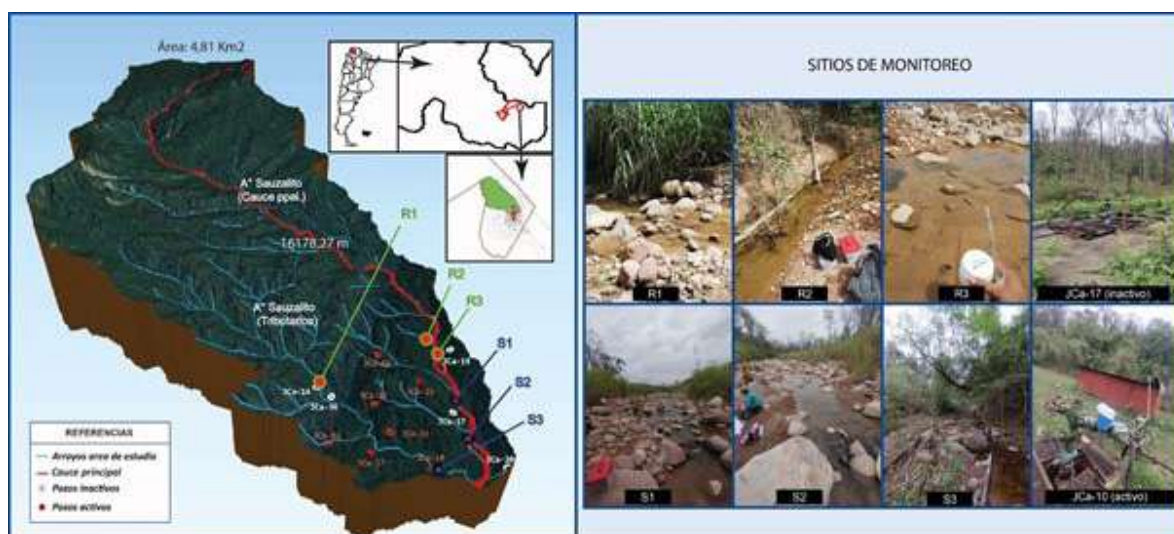 Área: 4,81 Km2
A° Sauzalito
(Cauce ppal.)
16178,27 m
A° Sauzalito
(Tributarios)
R1
R2
R3
S1
S2
S3
JCa-17
REFERENCIAS
Arroyos area de estudio
Cauce principal
Pozos inactivos
Pozos activos
SITIOS DE MONITOREO
R1
R2
R3
JCa-17 (inactivo)
S1
S2
S3
JCa-10 (activo)